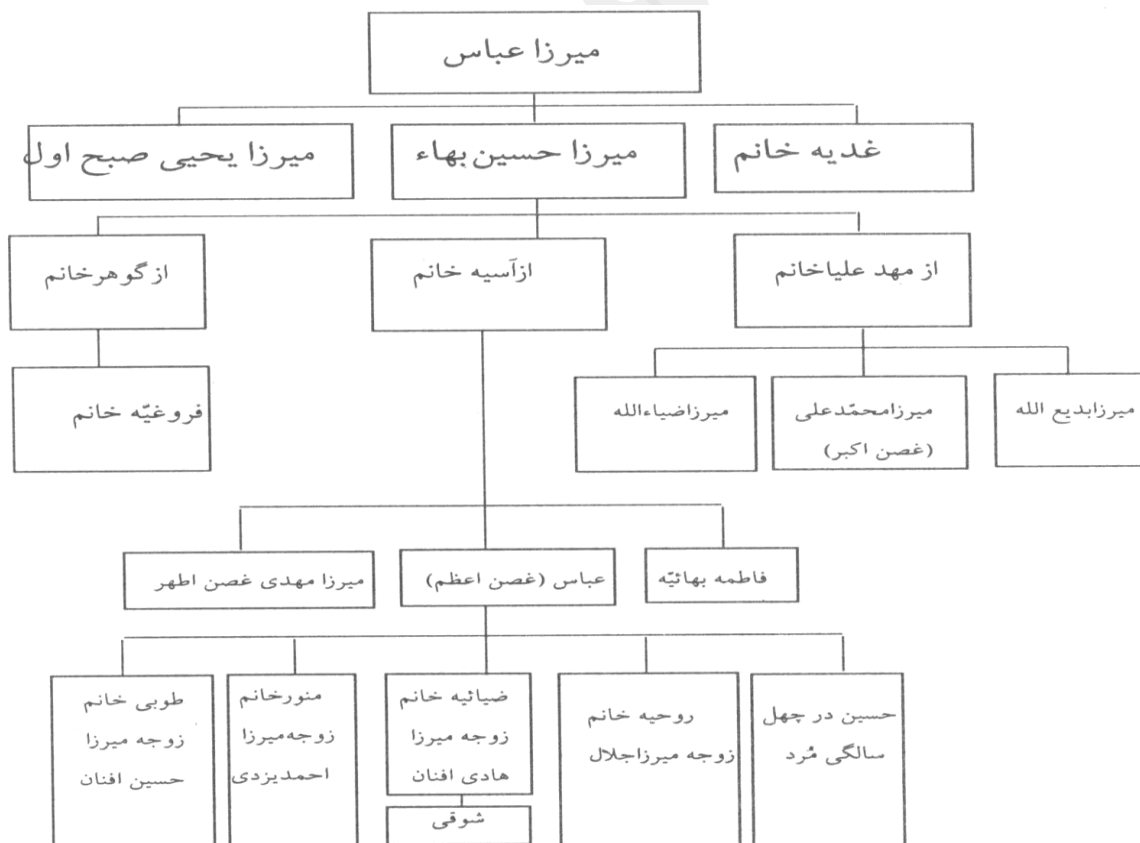 میرزا عباس
غدیه خانم
میرزا حسین بهاء
میرزا یحیی صبح اول
از مهد علیاخانم
ازآسیه خانم
از گوهرخانم
میرزابدیع الله
میرزامحمّدعلی
(غصن اکبر)
میرزاضیاءالله
فروغیّه خانم
فاطمه بهائیّه
عباس (غصن اعظم)
میرزا مهدی غصن اطهر
حسین در چهل
سالگی مُرد
روحیه خانم
زوجه میرزاجلال
ضیائیه خانم
زوجه میرزا
هادی افنان
شوقی
منورخانم
زوجه‌میرزا
احمدیزدی
طوبی خانم
زوجه میرزا
حسین افنان